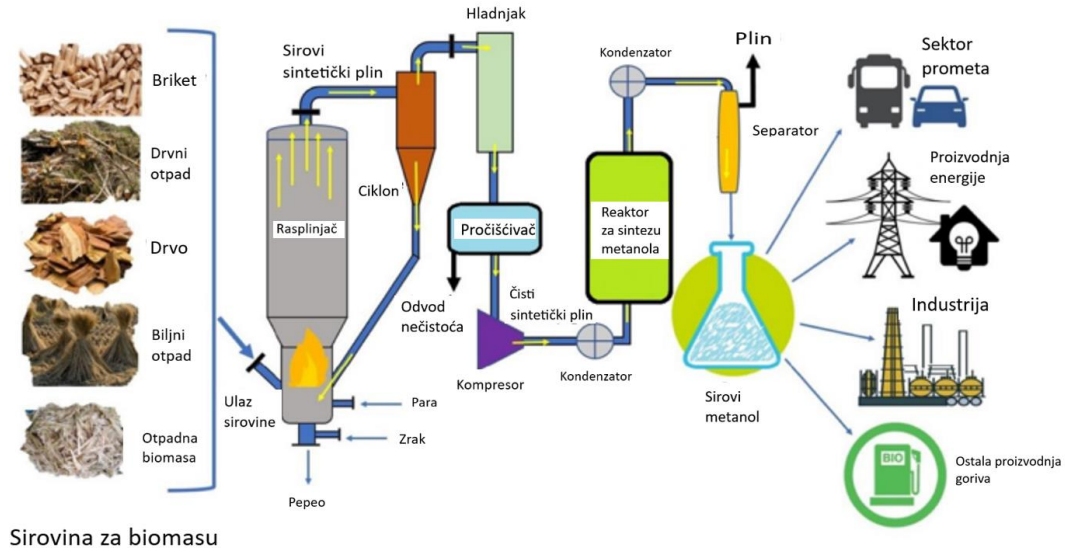 Briket
Drvni
otpad
Drvo
Biljni
otpad
Otpadna
biomasa
Sirovina za biomasu
Sirovi
sintetički plin
Rasplinjač
Ulaz
sirovine
Pepeo
Para
Zrak
Ciklon
Hladnjak
Pročišćivač
Odvod
nečistoća
Čisti
sintetički plin
Kompresor
Kondenzator
Reaktor
za sintezu
metanola
Kondenzator
Plin
Separator
Sirovi
metanol
Sektor
prometa
Proizvodnja
energije
Industrija
BIO
Ostala proizvodnja
goriva